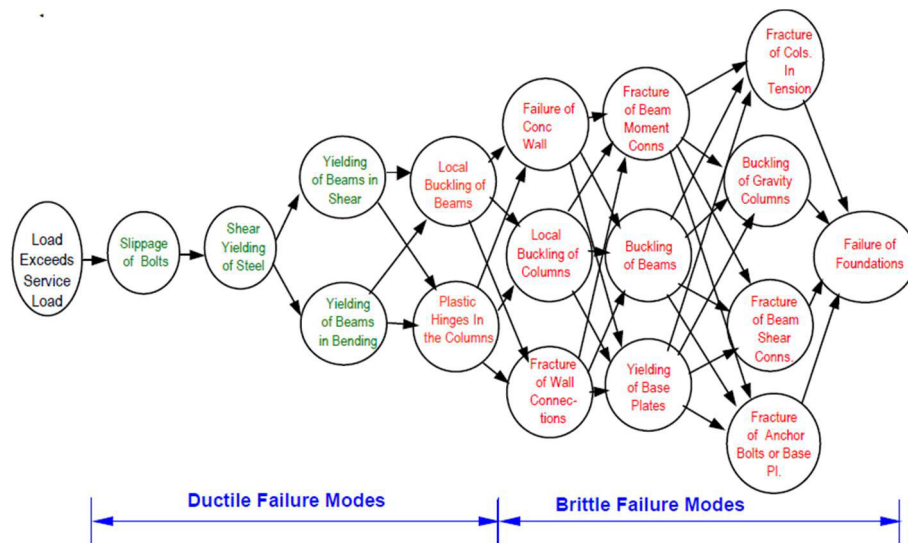 Load
Exceeds
Service
Load
Slippage
of Bolts
Shear
Yielding
of Steel
Yielding
of Beams in
Shear
Yielding
of Beams
in Bending
Local
Buckling of
Beams
Plastic
Hinges In
the Columns
Failure of
Conc
Wall
Local
Buckling of
Columns
Fracture
of Wall
Connec-
tions
Fracture
of Beam
Moment
Conns
Buckling
of Beams
Yielding
of Base
Plates
Fracture
of Cols.
In
Tension
Buckling
of Gravity
Columns
Fracture
of Beam
Shear
Conns.
Fracture
of Anchor
Bolts or Base
Pl.
Failure of
Foundations
Ductile Failure Modes
Brittle Failure Modes